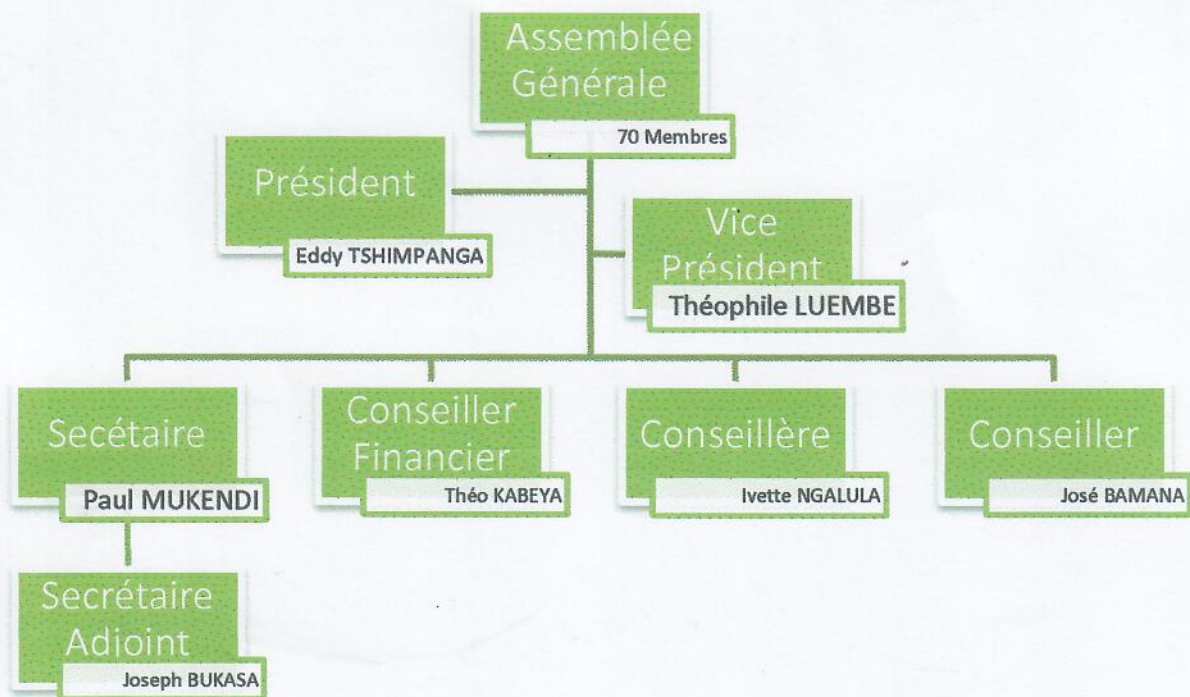 Assemblée
Générale
70 Membres
Président
Eddy TSHIMPANGA
Vice
Président
Théophile LUEMBE
Secétaire
Paul MUKENDI
Conseiller
Financier
Théo KABEYA
Conseillère
Ivette NGALULA
Conseiller
José BAMANA
Secrétaire
Adjoint
Joseph BUKASA